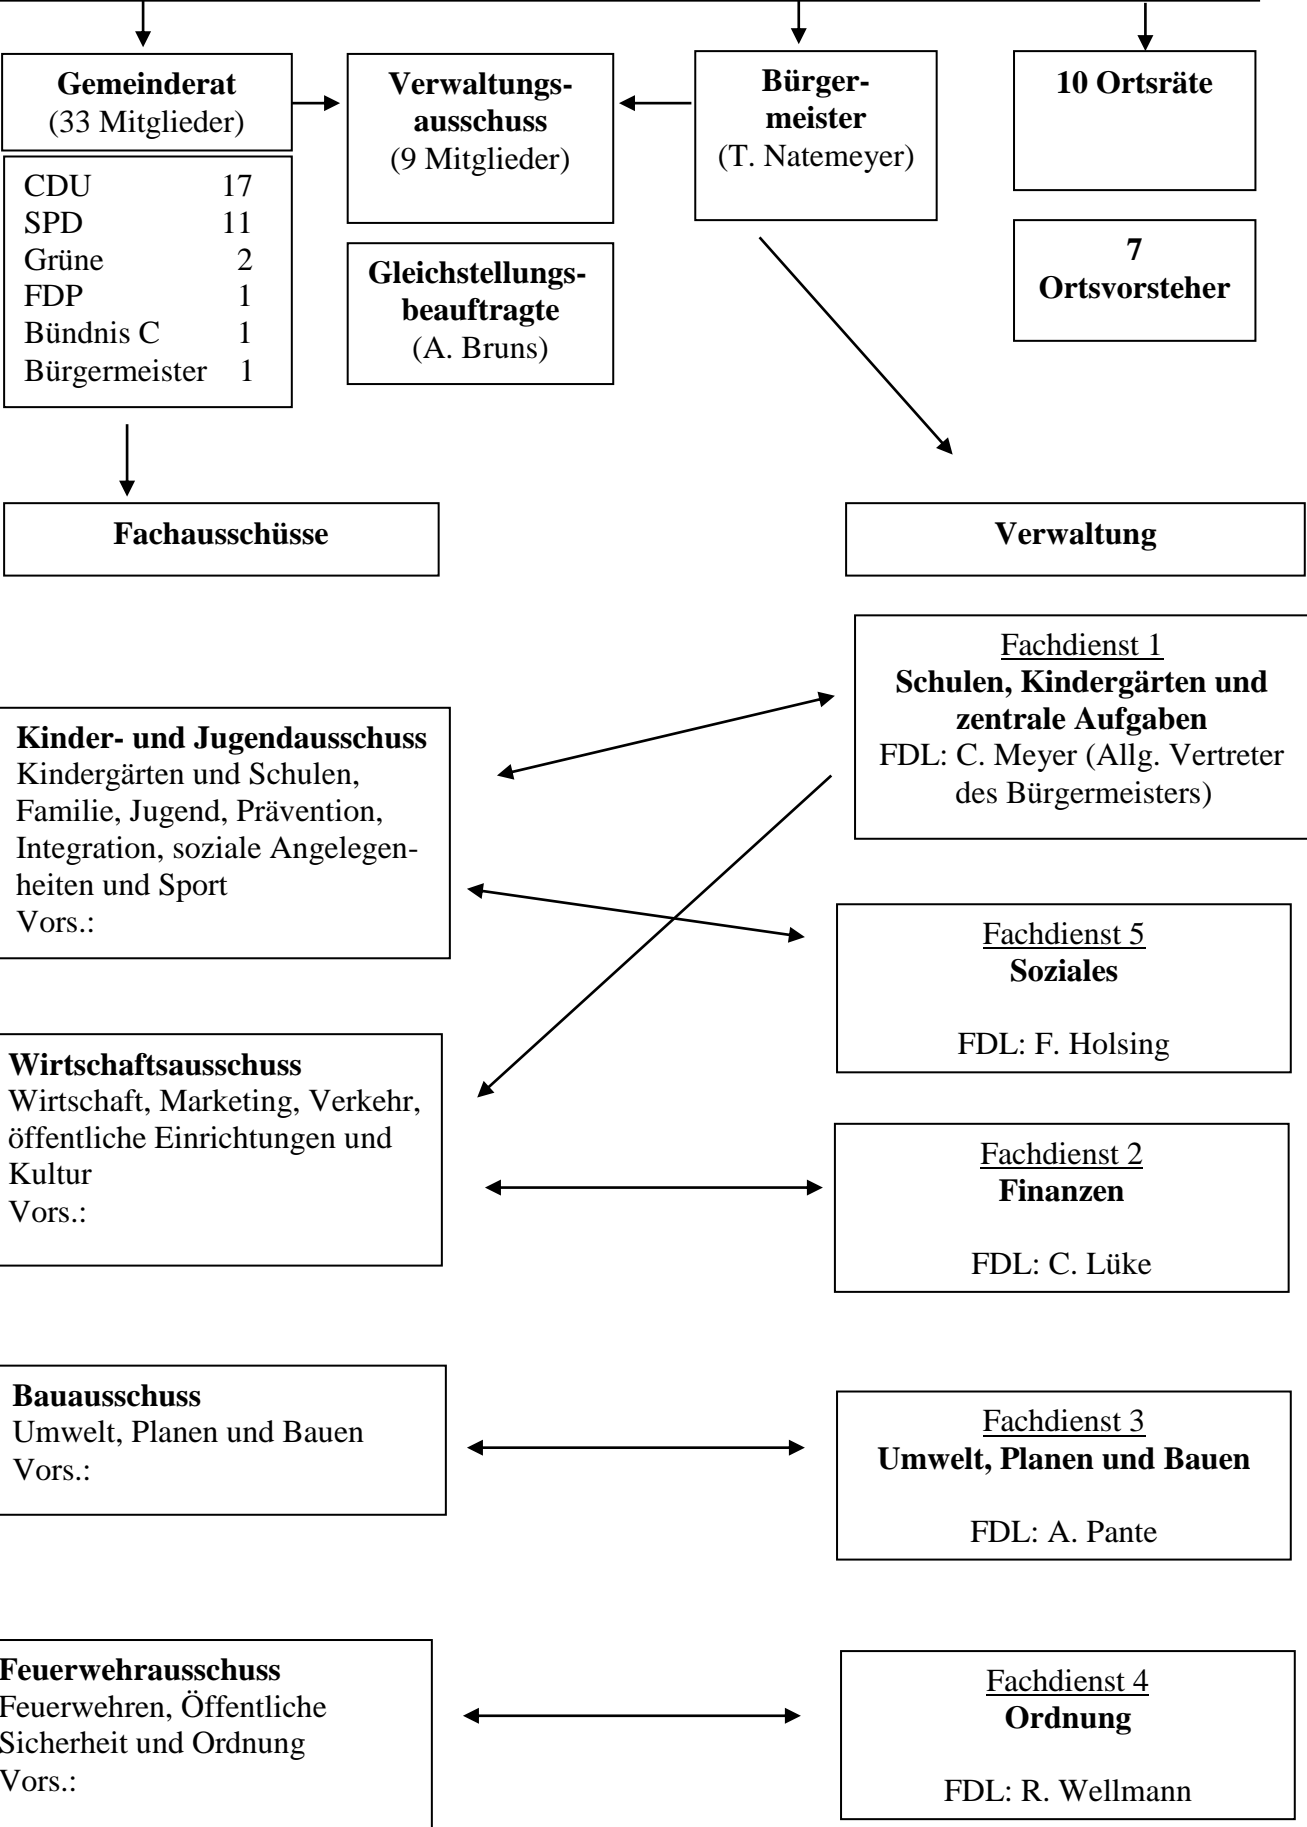 Gemeinderat
(33 Mitglieder)
CDU 17
SPD 11
Grüne 2
FDP 1
Bündnis C 1
Bürgermeister 1
Verwaltungs-
ausschuss
(9 Mitglieder)
Gleichstellungs-
beauftragte
(A. Bruns)
Bürger-
meister
(T. Natemeyer)
10 Ortsräte
7
Ortsvorsteher
Fachausschüsse
Verwaltung
Kinder- und Jugendausschuss
Kindergärten und Schulen,
Familie, Jugend, Prävention,
Integration, soziale Angelegen-
heiten und Sport
Vors.:
Fachdienst 1
Schulen, Kindergärten und
zentrale Aufgaben
FDL: C. Meyer (Allg. Vertreter
des Bürgermeisters)
Fachdienst 5
Soziales
FDL: F. Holsing
Wirtschaftsausschuss
Wirtschaft, Marketing, Verkehr,
öffentliche Einrichtungen und
Kultur
Vors.:
Fachdienst 2
Finanzen
FDL: C. Lüke
Bauausschuss
Umwelt, Planen und Bauen
Vors.:
Fachdienst 3
Umwelt, Planen und Bauen
FDL: A. Pante
Feuerwehrausschuss
Feuerwehren, Öffentliche
Sicherheit und Ordnung
Vors.:
Fachdienst 4
Ordnung
FDL: R. Wellmann